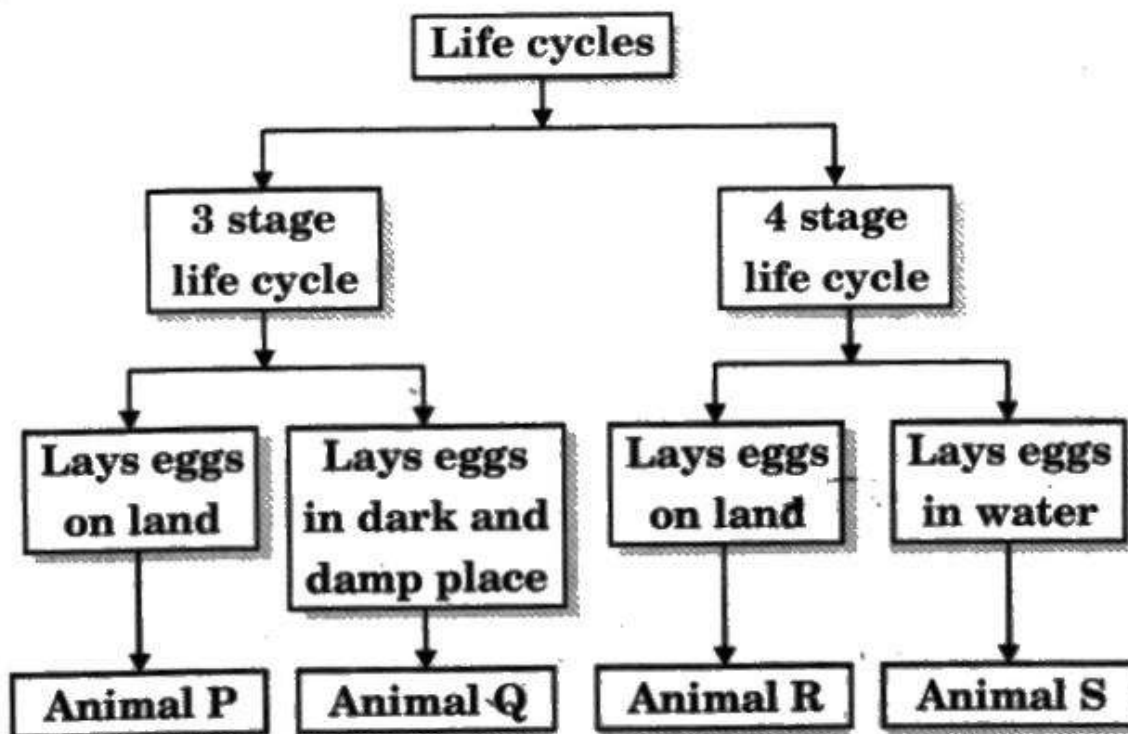 Life cycles
3 stage
life cycle
4 stage
life cycle
Lays eggs
on land
Lays eggs
in dark and
damp place
Lays eggs
on land
Lays eggs
in water
Animal P
Animal Q
Animal R
Animal S